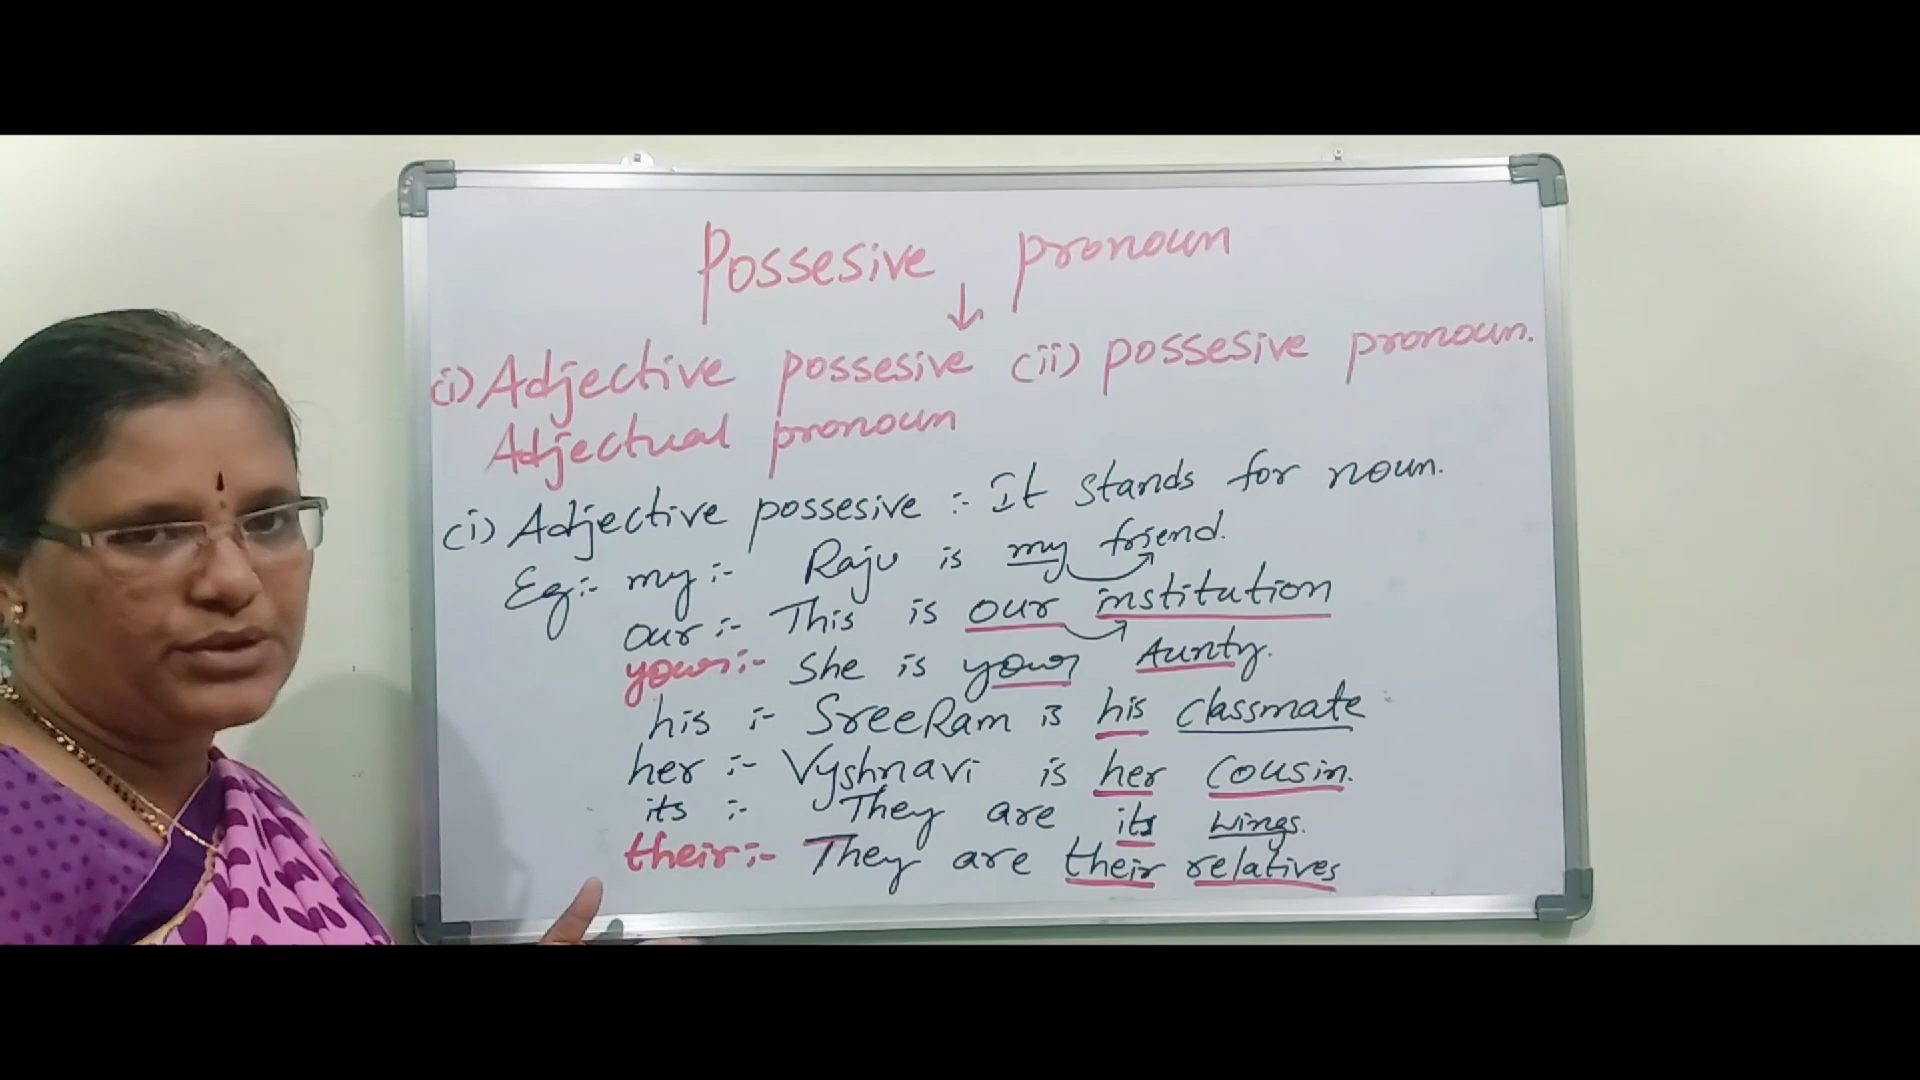 Possesive pronoun
↓
(i) Adjective possesive (ii) possesive pronoun.
Adjectual pronoun
(i) Adjective possesive :- It stands for noun.
Eg:- my:- Raju is my friend.
our:- This is our institution
your:- She is your Aunty.
his :- SreeRam is his classmate
her :- Vyshnavi is her cousin.
its :- They are its wings.
their:- They are their relatives